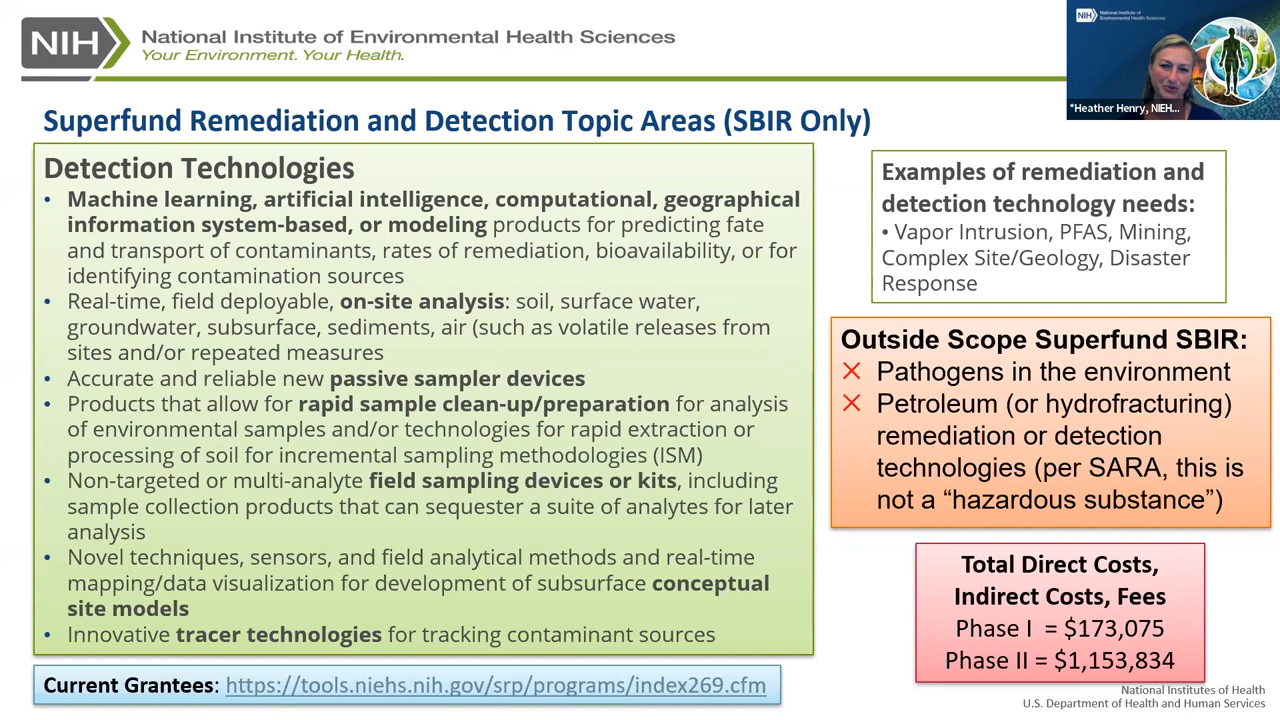 NIH
National Institute of Environmental Health Sciences
Your Environment. Your Health.
National Institute of
Environmental Health Sciences
*Heather Henry, NIEH...
Superfund Remediation and Detection Topic Areas (SBIR Only)
Detection Technologies
• Machine learning, artificial intelligence, computational, geographical
information system-based, or modeling products for predicting fate
and transport of contaminants, rates of remediation, bioavailability, or for
identifying contamination sources
• Real-time, field deployable, on-site analysis: soil, surface water,
groundwater, subsurface, sediments, air (such as volatile releases from
sites and/or repeated measures
• Accurate and reliable new passive sampler devices
• Products that allow for rapid sample clean-up/preparation for analysis
of environmental samples and/or technologies for rapid extraction or
processing of soil for incremental sampling methodologies (ISM)
• Non-targeted or multi-analyte field sampling devices or kits, including
sample collection products that can sequester a suite of analytes for later
analysis
• Novel techniques, sensors, and field analytical methods and real-time
mapping/data visualization for development of subsurface conceptual
site models
• Innovative tracer technologies for tracking contaminant sources
Current Grantees: https://tools.niehs.nih.gov/srp/programs/index269.cfm
Examples of remediation and
detection technology needs:
• Vapor Intrusion, PFAS, Mining,
Complex Site/Geology, Disaster
Response
Outside Scope Superfund SBIR:
× Pathogens in the environment
× Petroleum (or hydrofracturing)
remediation or detection
technologies (per SARA, this is
not a “hazardous substance”)
Total Direct Costs,
Indirect Costs, Fees
Phase I = $173,075
Phase II = $1,153,834
National Institutes of Health
U.S. Department of Health and Human Services